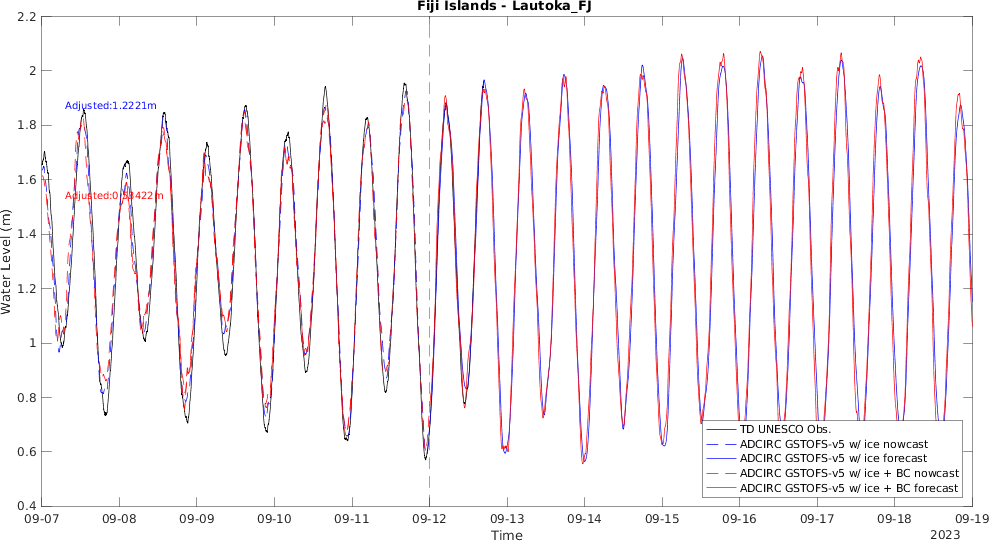 Fiji Islands - Lautoka_FJ
Water Level (m)
2.2
2
1.8
1.6
1.4
1.2
1
0.8
0.6
0.4
Adjusted:1.2221m
TD UNESCO Obs.
ADCIRC GSTOFS-v5 w/ ice nowcast
ADCIRC GSTOFS-v5 w/ ice forecast
ADCIRC GSTOFS-v5 w/ ice + BC nowcast
ADCIRC GSTOFS-v5 w/ ice + BC forecast
09-07 09-08 09-09 09-10 09-11 09-12 09-13 09-14 09-15 09-16 09-17 09-18 09-19
Time
2023